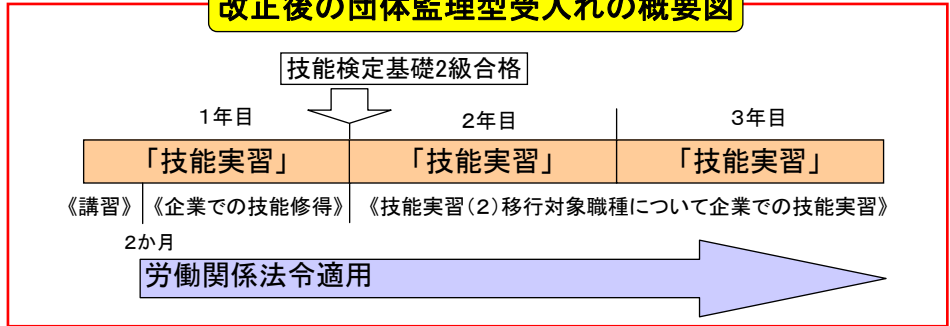 改正後の団体監理型受入れの概要図
技能検定基礎2級合格
1年目
2年目
3年目
「技能実習」
「技能実習」
「技能実習」
《講習》
《企業での技能修得》
《技能実習(2)移行対象職種について企業での技能実習》
2か月
労働関係法令適用